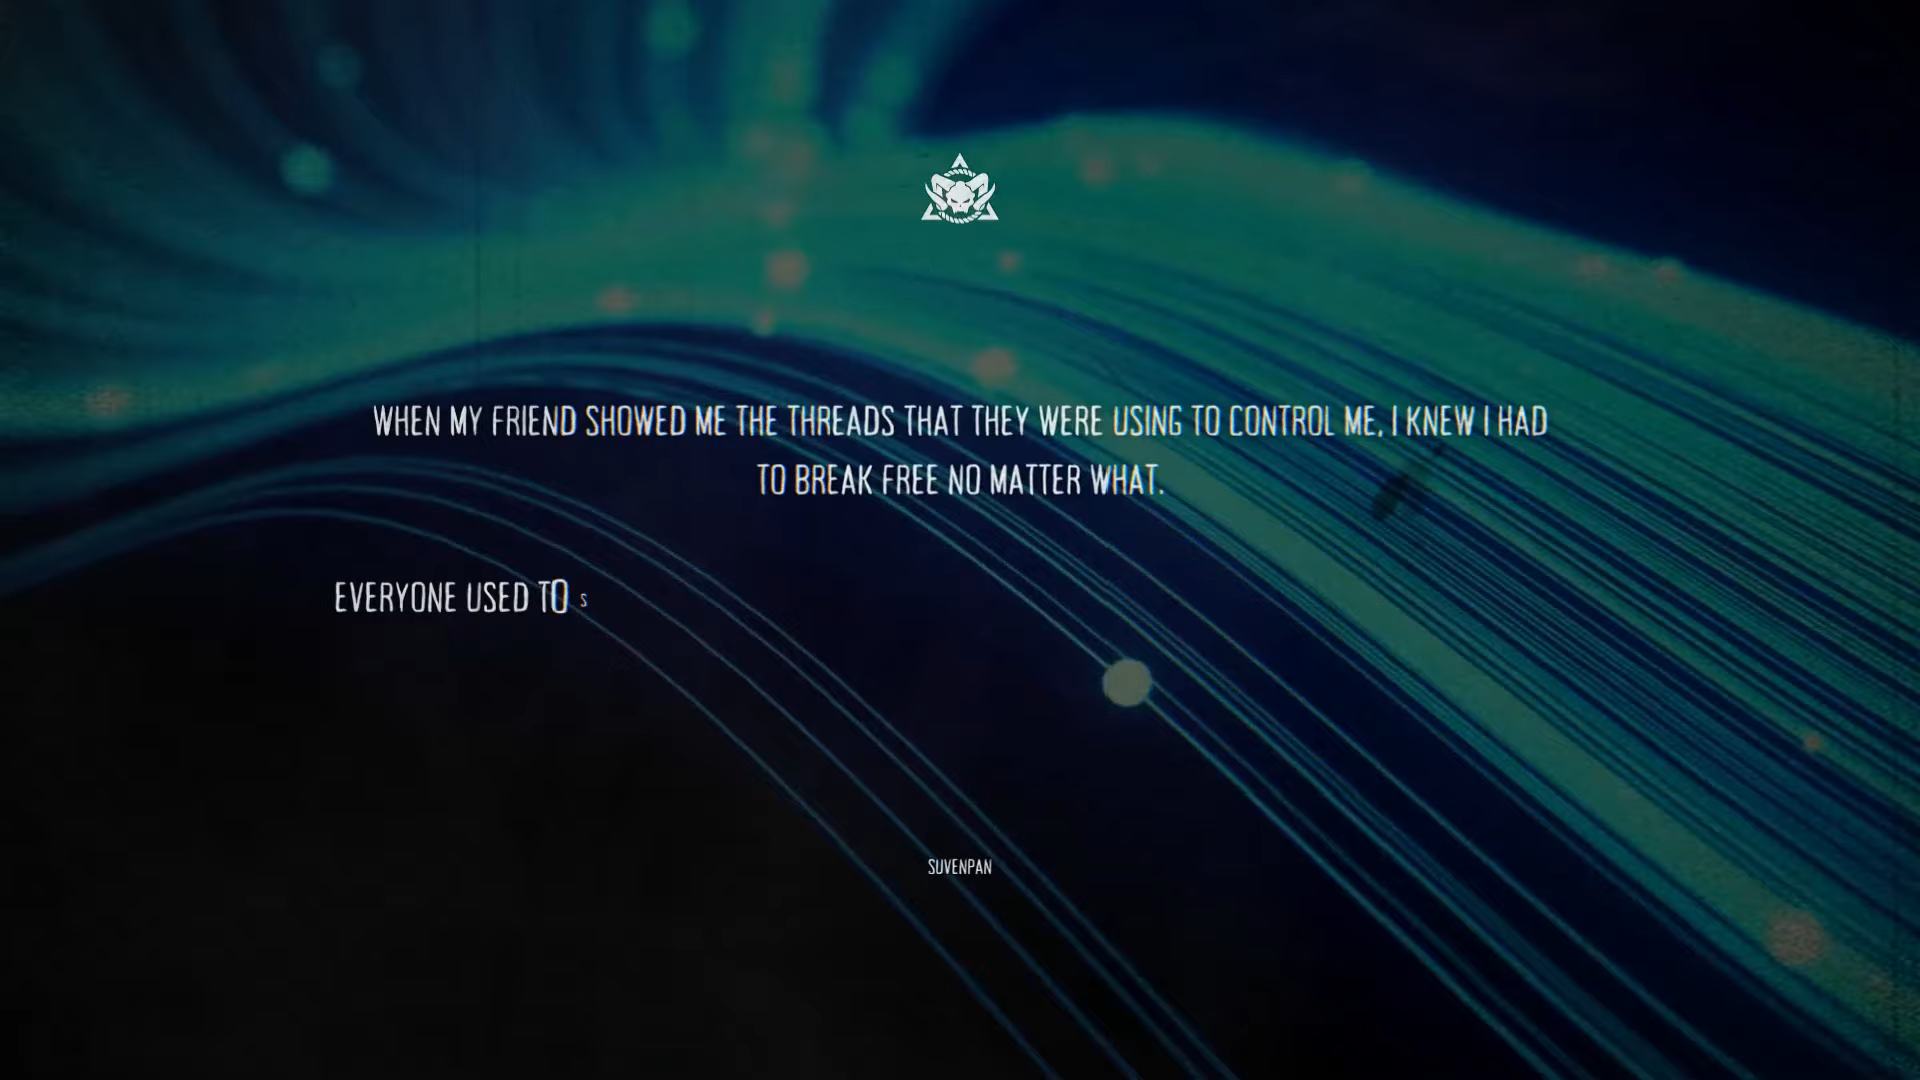 WHEN MY FRIEND SHOWED ME THE THREADS THAT THEY WERE USING TO CONTROL ME, I KNEW I HAD
TO BREAK FREE NO MATTER WHAT.
EVERYONE USED TO S
SUVENPAN